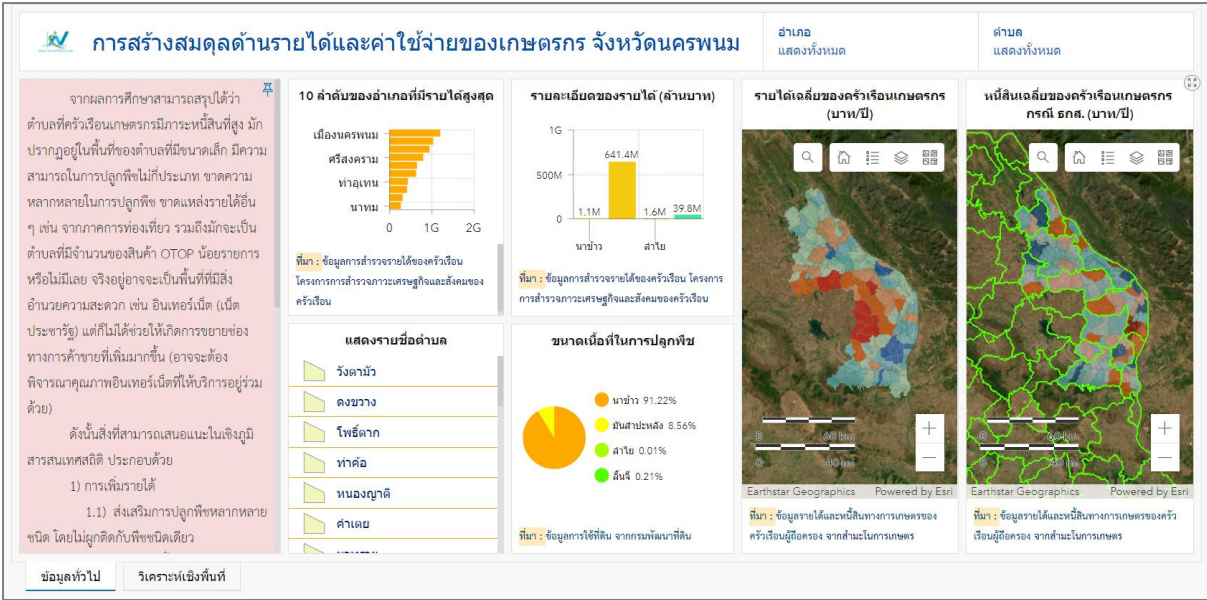 การสร้างสมดุลด้านรายได้และค่าใช้จ่ายของเกษตรกร จังหวัดนครพนม
อำเภอ
แสดงทั้งหมด
ตำบล
แสดงทั้งหมด
จากผลการศึกษาสามารถสรุปได้ว่า
ตำบลที่ครัวเรือนเกษตรกรมีภาระหนี้สินที่สูง มัก
ปรากฏอยู่ในพื้นที่ของตำบลที่มีขนาดเล็ก มีความ
สามารถในการปลูกพืชไม่กี่ประเภท ขาดความ
หลากหลายในการปลูกพืช ขาดแหล่งรายได้อื่น
ๆ เช่น จากภาคการท่องเที่ยว รวมถึงมักจะเป็น
ตำบลที่มีจำนวนของสินค้า OTOP น้อยรายการ
หรือไม่มีเลย จริงอยู่อาจจะเป็นพื้นที่ที่มีสิ่ง
อำนวยความสะดวก เช่น อินเทอร์เน็ต (เน็ต
ประชารัฐ) แต่ก็ไม่ได้ช่วยให้เกิดการขยายช่อง
ทางการค้าขายที่เพิ่มมากขึ้น (อาจจะต้อง
พิจารณาคุณภาพอินเทอร์เน็ตที่ให้บริการอยู่ร่วม
ด้วย)
ดังนั้นสิ่งที่สามารถเสนอแนะในเชิงภูมิ
สารสนเทศสถิติ ประกอบด้วย
1) การเพิ่มรายได้
1.1) ส่งเสริมการปลูกพืชหลากหลาย
ชนิด โดยไม่ผูกติดกับพืชชนิดเดียว
10 ลำดับของอำเภอที่มีรายได้สูงสุด
เมืองนครพนม
ศรีสงคราม
ท่าอุเทน
นาทม
0 1G 2G
ที่มา : ข้อมูลการสำรวจรายได้ของครัวเรือน
โครงการการสำรวจภาวะเศรษฐกิจและสังคมของ
ครัวเรือน
รายละเอียดของรายได้ (ล้านบาท)
1G
500M
0
1.1M
641.4M
1.6M
39.8M
นาข้าว
ลำไย
ที่มา : ข้อมูลการสำรวจรายได้ของครัวเรือน โครงการ
การสำรวจภาวะเศรษฐกิจและสังคมของครัวเรือน
แสดงรายชื่อตำบล
วังตามัว
ดงขวาง
โพธิ์ตาก
ท่าค้อ
หนองญาติ
คำเตย
ขนาดเนื้อที่ในการปลูกพืช
นาข้าว 91.22%
มันสำปะหลัง 8.56%
ลำไย 0.01%
ลิ้นจี่ 0.21%
ที่มา : ข้อมูลการใช้ที่ดิน จากกรมพัฒนาที่ดิน
รายได้เฉลี่ยของครัวเรือนเกษตรกร
(บาท/ปี)
0 60 km
0 40 mi
Earthstar Geographics Powered by Esri
ที่มา : ข้อมูลรายได้และหนี้สินทางการเกษตรของ
ครัวเรือนผู้ถือครอง จากสำมะโนการเกษตร
หนี้สินเฉลี่ยของครัวเรือนเกษตรกร
กรณี ธกส. (บาท/ปี)
0 60 km
0 40 mi
Earthstar Geographics Powered by Esri
ที่มา : ข้อมูลรายได้และหนี้สินทางการเกษตรของครัว
เรือนผู้ถือครอง จากสำมะโนการเกษตร
ข้อมูลทั่วไป
วิเคราะห์เชิงพื้นที่